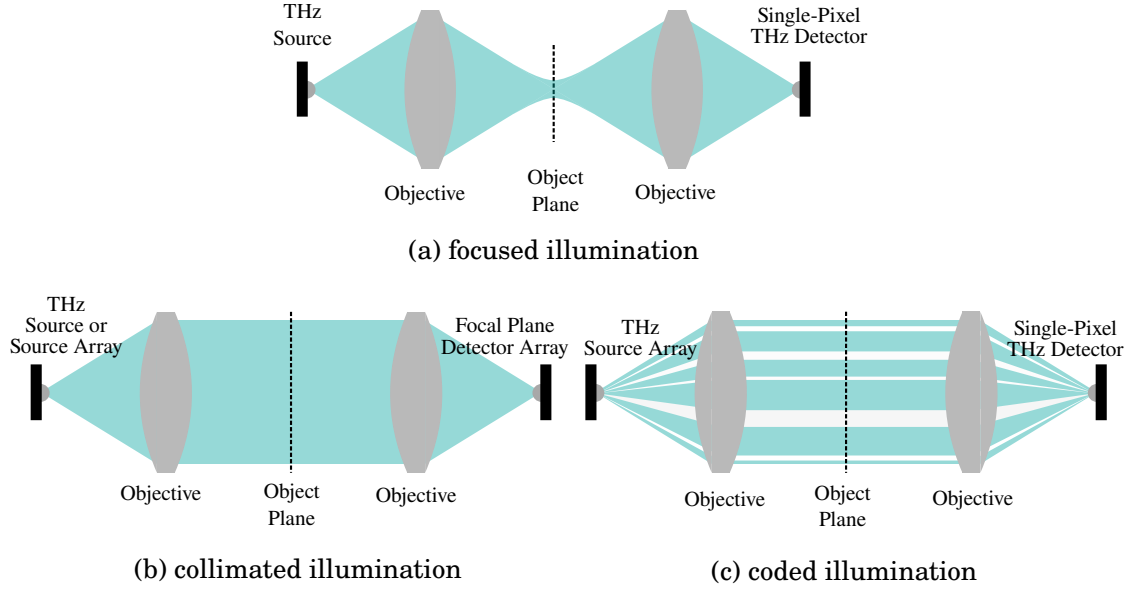 THz
Source
Single-Pixel
THz Detector
Objective
Object
Plane
Objective
(a) focused illumination
THz
Source or
Source Array
Focal Plane
Detector Array
Objective
Object
Plane
Objective
(b) collimated illumination
THz
Source Array
Single-Pixel
THz Detector
Objective
Object
Plane
Objective
(c) coded illumination